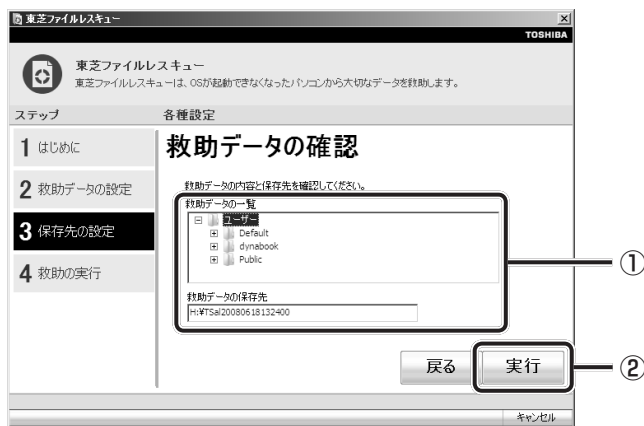 東芝ファイルレスキュー
TOSHIBA
東芝ファイルレスキュー
東芝ファイルレスキューは、OSが起動できなくなったパソコンから大切なデータを救助します。
ステップ
各種設定
1 はじめに
2 救助データの設定
3 保存先の設定
4 救助の実行
救助データの確認
救助データの内容と保存先を確認してください。
救助データの一覧
ユーザー
Default
dynabook
Public
救助データの保存先
H:¥TSal20080618132400
①
戻る
実行
②
キャンセル